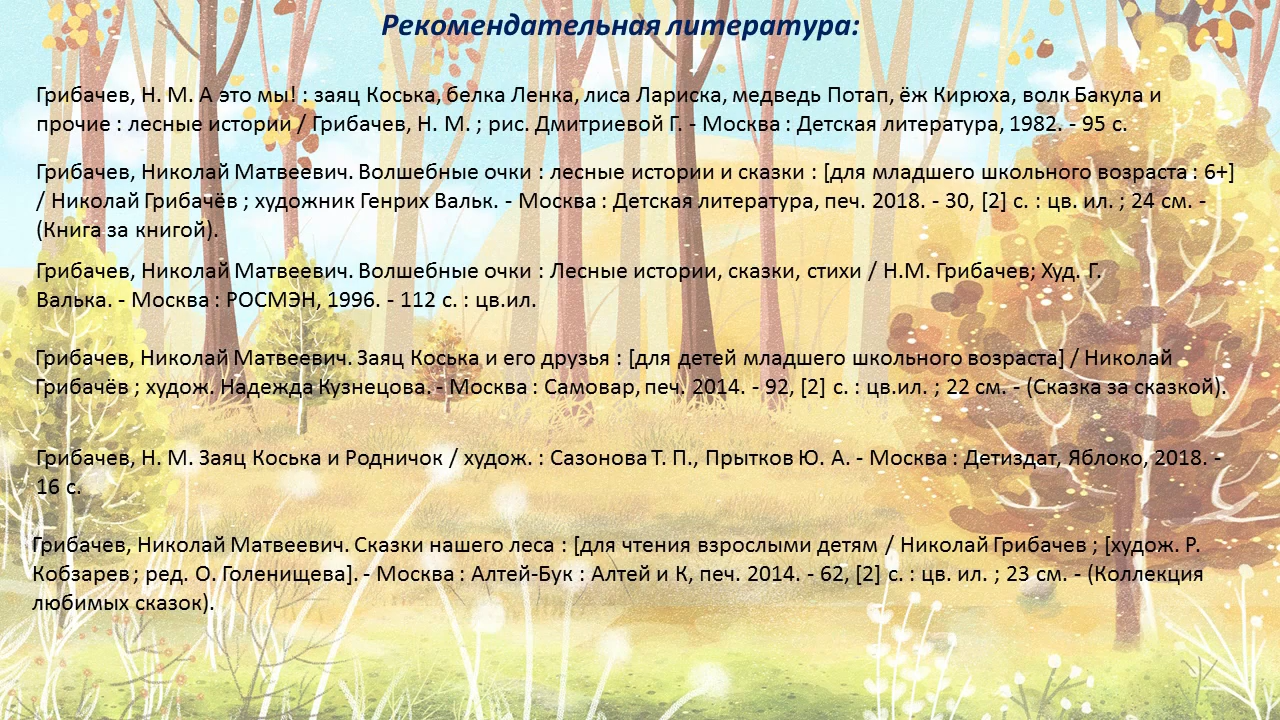 Рекомендательная литература:
Грибачев, Н. М. А это мы! : заяц Коська, белка Ленка, лиса Лариска, медведь Потап, ёж Кирюха, волк Бакула и
прочие : лесные истории / Грибачев, Н. М. ; рис. Дмитриевой Г. - Москва : Детская литература, 1982. - 95 с.
Грибачев, Николай Матвеевич. Волшебные очки : лесные истории и сказки : [для младшего школьного возраста : 6+]
/ Николай Грибачёв ; художник Генрих Вальк. - Москва : Детская литература, печ. 2018. - 30, [2] с. : цв. ил. ; 24 см. -
(Книга за книгой).
Грибачев, Николай Матвеевич. Волшебные очки : Лесные истории, сказки, стихи / Н.М. Грибачев; Худ. Г.
Валька. - Москва : РОСМЭН, 1996. - 112 с. : цв.ил.
Грибачев, Николай Матвеевич. Заяц Коська и его друзья : [для детей младшего школьного возраста] / Николай
Грибачёв ; худож. Надежда Кузнецова. - Москва : Самовар, печ. 2014. - 92, [2] с. : цв.ил. ; 22 см. - (Сказка за сказкой).
Грибачев, Н. М. Заяц Коська и Родничок / худож. : Сазонова Т. П., Прытков Ю. А. - Москва : Детиздат, Яблоко, 2018. -
16 с.
Грибачев, Николай Матвеевич. Сказки нашего леса : [для чтения взрослыми детям / Николай Грибачев ; [худож. Р.
Кобзарев ; ред. О. Голенищева]. - Москва : Алтей-Бук : Алтей и К, печ. 2014. - 62, [2] с. : цв. ил. ; 23 см. - (Коллекция
любимых сказок).